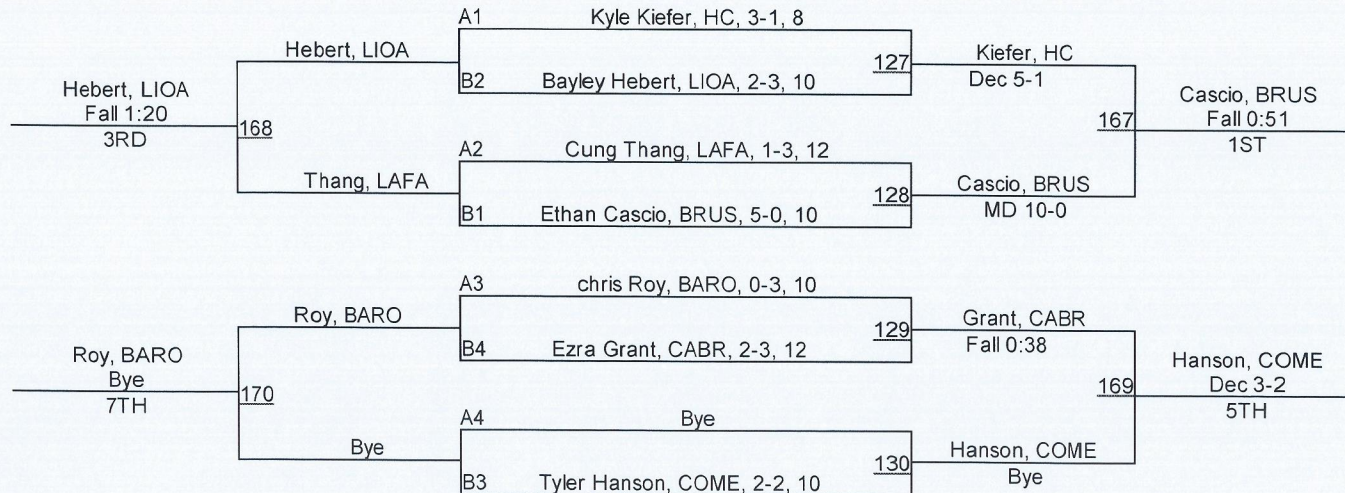 A1 Kyle Kiefer, HC, 3-1, 8
Hebert, LIOA
127
Kiefer, HC
Dec 5-1
B2 Bayley Hebert, LIOA, 2-3, 10
Hebert, LIOA
Fall 1:20
3RD
168
167
Cascio, BRUS
Fall 0:51
1ST
A2 Cung Thang, LAFA, 1-3, 12
Thang, LAFA
128
Cascio, BRUS
MD 10-0
B1 Ethan Cascio, BRUS, 5-0, 10
A3 chris Roy, BARO, 0-3, 10
Roy, BARO
129
Grant, CABR
Fall 0:38
B4 Ezra Grant, CABR, 2-3, 12
Roy, BARO
Bye
7TH
170
169
Hanson, COME
Dec 3-2
5TH
A4 Bye
Bye
130
Hanson, COME
Bye
B3 Tyler Hanson, COME, 2-2, 10